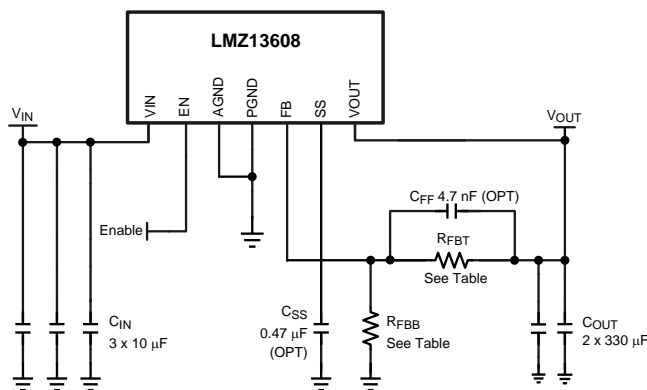 LMZ13608
VIN
EN
AGND
PGND
FB
SS
VOUT
VIN
VOUT
Enable
CFF 4.7 nF (OPT)
RFBT
See Table
CIN
3 x 10 μF
CSS
0.47 μF
(OPT)
RFBB
See Table
COUT
2 x 330 μF